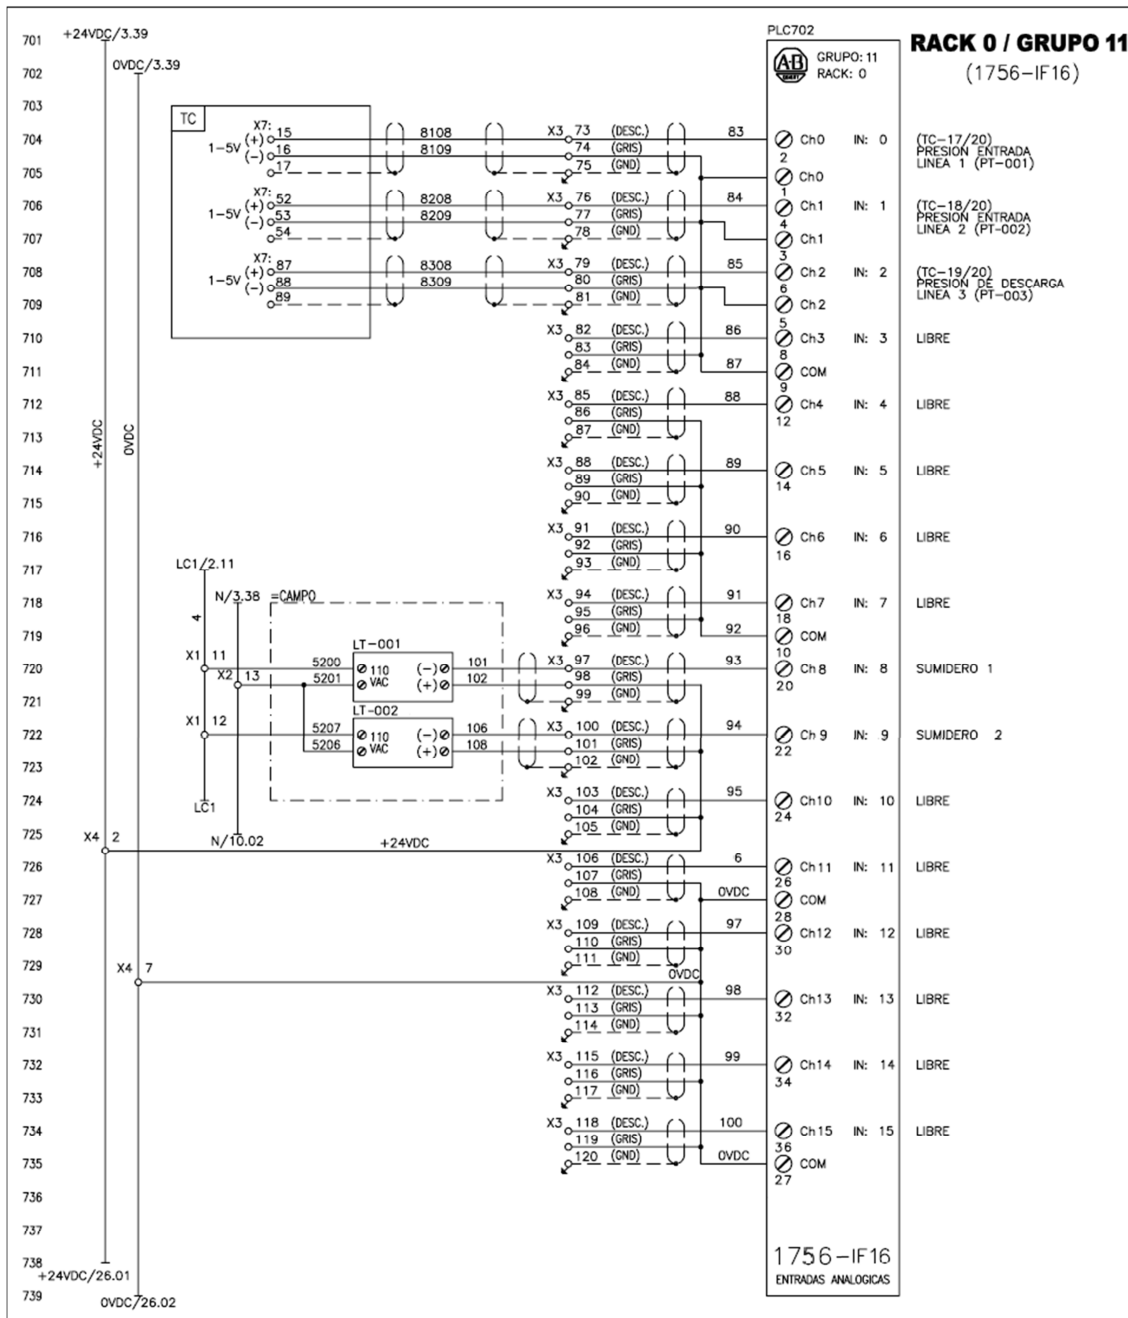 RACK 0 / GRUPO 11
(1756-IF16)
PLC702
A-B
GRUPO: 11
RACK: 0
701 +24VDC/3.39
702 0VDC/3.39
703
TC
X7:
704 1-5V (+) 15 8108 X3 73 (DESC.) 83 Ch0 IN: 0 (TC-17/20)
(-) 16 8109 74 (GRIS) 2 PRESION ENTRADA
705 17 75 (GND) Ch0 LINEA 1 (PT-001)
1
X7:
706 1-5V (+) 52 8208 X3 76 (DESC.) 84 Ch1 IN: 1 (TC-18/20)
(-) 53 8209 77 (GRIS) 4 PRESION ENTRADA
707 54 78 (GND) Ch1 LINEA 2 (PT-002)
3
X7:
708 1-5V (+) 87 8308 X3 79 (DESC.) 85 Ch2 IN: 2 (TC-19/20)
(-) 88 8309 80 (GRIS) 6 PRESION DE DESCARGA
709 89 81 (GND) Ch2 LINEA 3 (PT-003)
5
710 X3 82 (DESC.) 86 Ch3 IN: 3 LIBRE
83 (GRIS) 8
711 84 (GND) 87 COM
9
712 X3 85 (DESC.) 88 Ch4 IN: 4 LIBRE
86 (GRIS) 12
713 87 (GND)
+24VDC
0VDC
714 X3 88 (DESC.) 89 Ch5 IN: 5 LIBRE
89 (GRIS) 14
715 90 (GND)
716 X3 91 (DESC.) 90 Ch6 IN: 6 LIBRE
92 (GRIS) 16
717 LC1/2.11 93 (GND)
718 N/3.38 =CAMPO X3 94 (DESC.) 91 Ch7 IN: 7 LIBRE
4 95 (GRIS) 18
719 96 (GND) 92 COM
LT-001 10
720 X1 11 5200 110 (-) 101 X3 97 (DESC.) 93 Ch8 IN: 8 SUMIDERO 1
X2 13 5201 VAC (+) 102 98 (GRIS) 20
721 99 (GND)
LT-002
722 X1 12 5207 110 (-) 106 X3 100 (DESC.) 94 Ch9 IN: 9 SUMIDERO 2
5206 VAC (+) 108 101 (GRIS) 22
723 102 (GND)
724 LC1 X3 103 (DESC.) 95 Ch10 IN: 10 LIBRE
104 (GRIS) 24
725 N/10.02 105 (GND)
X4 2 +24VDC
726 X3 106 (DESC.) 6 Ch11 IN: 11 LIBRE
107 (GRIS) 26
727 108 (GND) 0VDC COM
28
728 X3 109 (DESC.) 97 Ch12 IN: 12 LIBRE
110 (GRIS) 30
729 X4 7 111 (GND) 0VDC
730 X3 112 (DESC.) 98 Ch13 IN: 13 LIBRE
113 (GRIS) 32
731 114 (GND)
732 X3 115 (DESC.) 99 Ch14 IN: 14 LIBRE
116 (GRIS) 34
733 117 (GND)
734 X3 118 (DESC.) 100 Ch15 IN: 15 LIBRE
119 (GRIS) 36
735 120 (GND) 0VDC COM
27
736
737
738 +24VDC/26.01
739 0VDC/26.02
1756-IF16
ENTRADAS ANALOGICAS